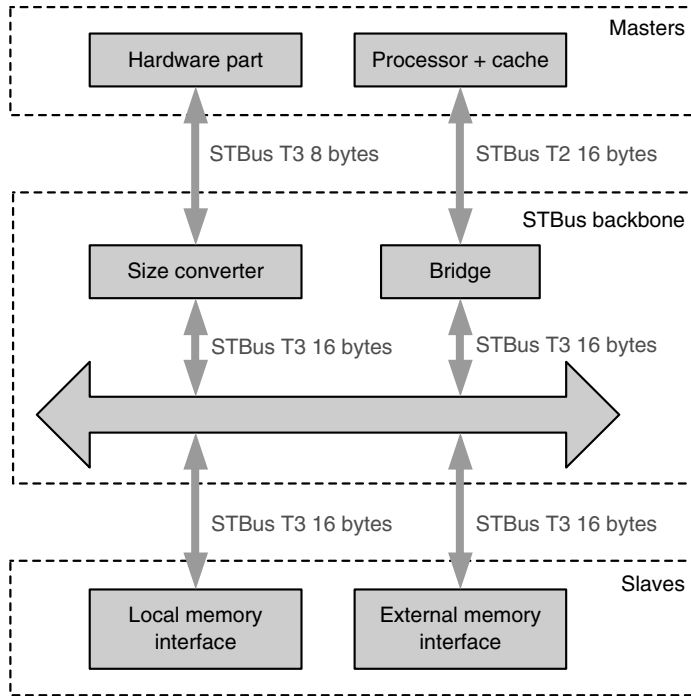 Masters
Hardware part
Processor + cache
STBus T3 8 bytes
STBus T2 16 bytes
STBus backbone
Size converter
Bridge
STBus T3 16 bytes
STBus T3 16 bytes
STBus T3 16 bytes
STBus T3 16 bytes
Slaves
Local memory
interface
External memory
interface